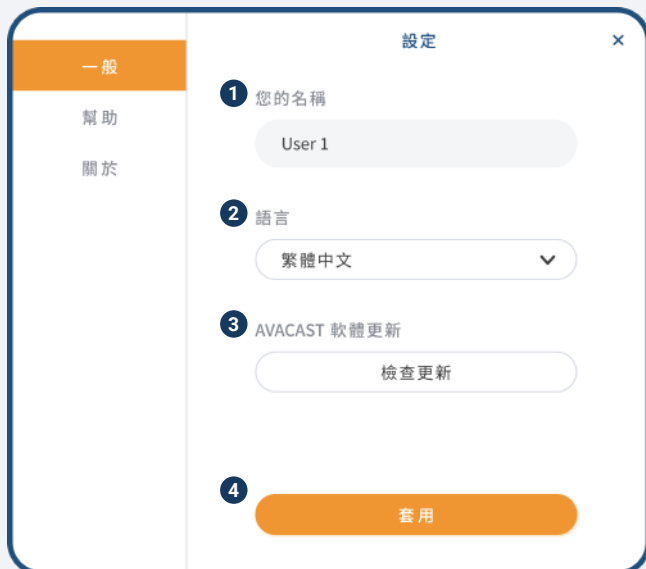 設定
×
一般
幫助
關於
1 您的名稱
User 1
2 語言
繁體中文
3 AVACAST 軟體更新
檢查更新
4
套用